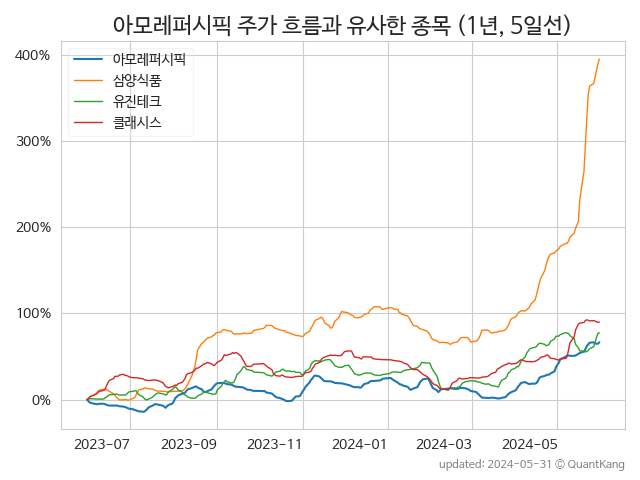 아모레퍼시픽 주가 흐름과 유사한 종목 (1년, 5일선)
아모레퍼시픽
삼양식품
유진테크
클래시스
400%
300%
200%
100%
0%
2023-07 2023-09 2023-11 2024-01 2024-03 2024-05
updated: 2024-05-31 © QuantKang